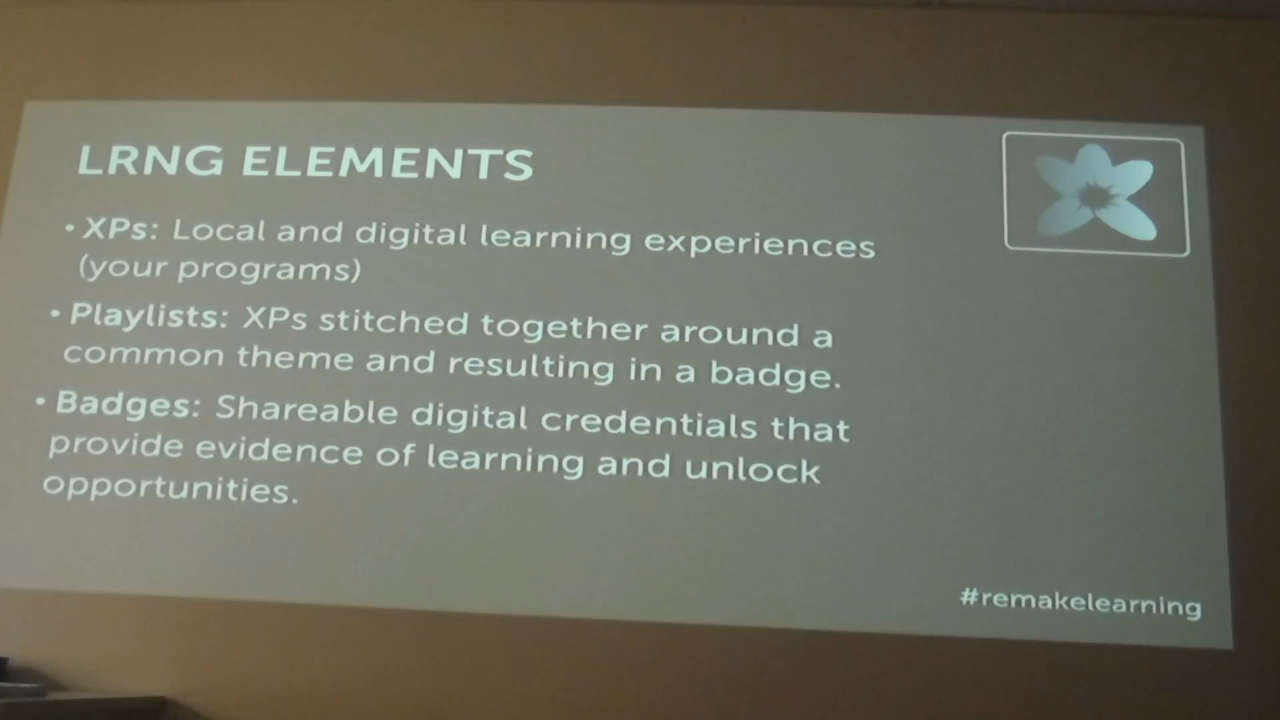 LRNG ELEMENTS
• XPs: Local and digital learning experiences
(your programs)
• Playlists: XPs stitched together around a
common theme and resulting in a badge.
• Badges: Shareable digital credentials that
provide evidence of learning and unlock
opportunities.
#remakelearning